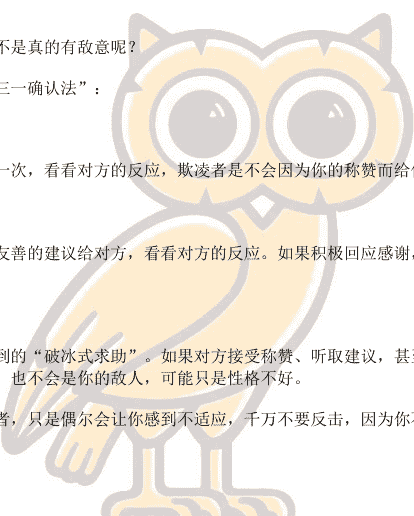 不是真的有敌意呢？
三一确认法”：
一次，看看对方的反应，欺凌者是不会因为你的称赞而给
友善的建议给对方，看看对方的反应。如果积极回应感谢，
到的“破冰式求助”。如果对方接受称赞、听取建议，甚
也不会是你的敌人，可能只是性格不好。
者，只是偶尔会让你感到不适应，千万不要反击，因为你